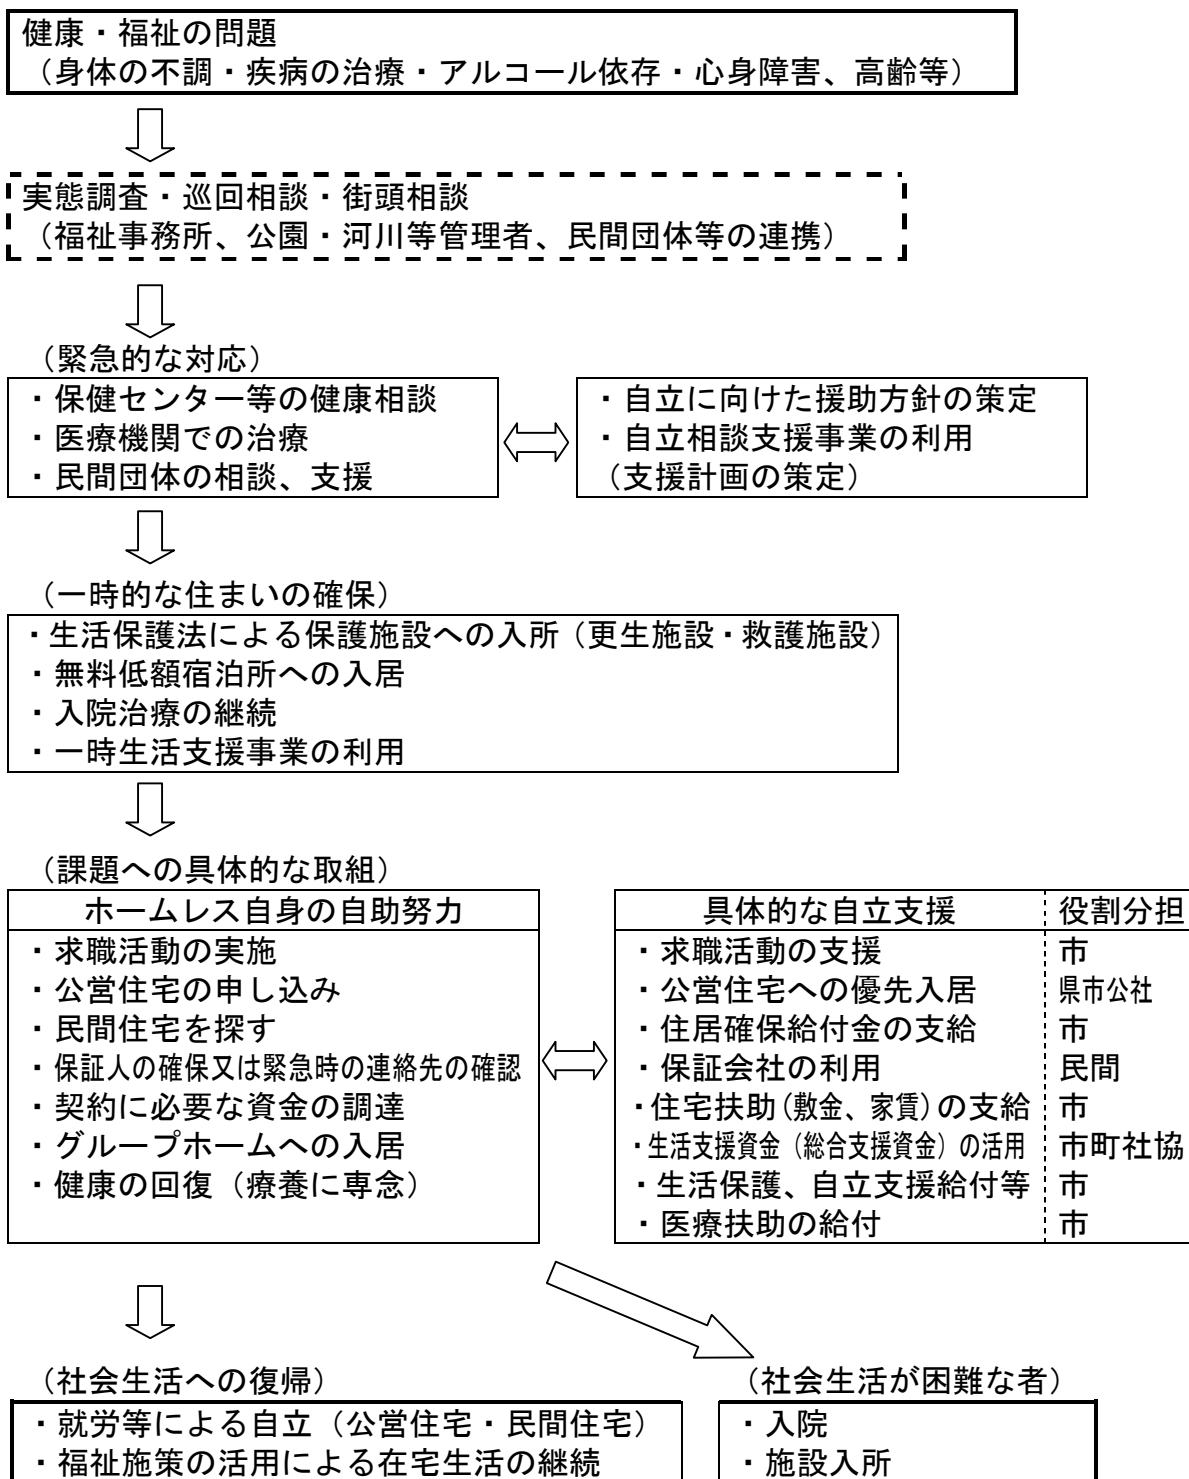 健康・福祉の問題
（身体の不調・疾病の治療・アルコール依存・心身障害、高齢等）
実態調査・巡回相談・街頭相談
（福祉事務所、公園・河川等管理者、民間団体等の連携）
（緊急的な対応）
・保健センター等の健康相談
・医療機関での治療
・民間団体の相談、支援
・自立に向けた援助方針の策定
・自立相談支援事業の利用
（支援計画の策定）
（一時的な住まいの確保）
・生活保護法による保護施設への入所（更生施設・救護施設）
・無料低額宿泊所への入居
・入院治療の継続
・一時生活支援事業の利用
（課題への具体的な取組）
ホームレス自身の自助努力
・求職活動の実施
・公営住宅の申し込み
・民間住宅を探す
・保証人の確保又は緊急時の連絡先の確認
・契約に必要な資金の調達
・グループホームへの入居
・健康の回復（療養に専念）
具体的な自立支援 役割分担
・求職活動の支援 市
・公営住宅への優先入居 県市公社
・住居確保給付金の支給 市
・保証会社の利用 民間
・住宅扶助（敷金、家賃）の支給 市
・生活支援資金（総合支援資金）の活用 市町社協
・生活保護、自立支援給付等 市
・医療扶助の給付 市
（社会生活への復帰）
・就労等による自立（公営住宅・民間住宅）
・福祉施策の活用による在宅生活の継続
（社会生活が困難な者）
・入院
・施設入所